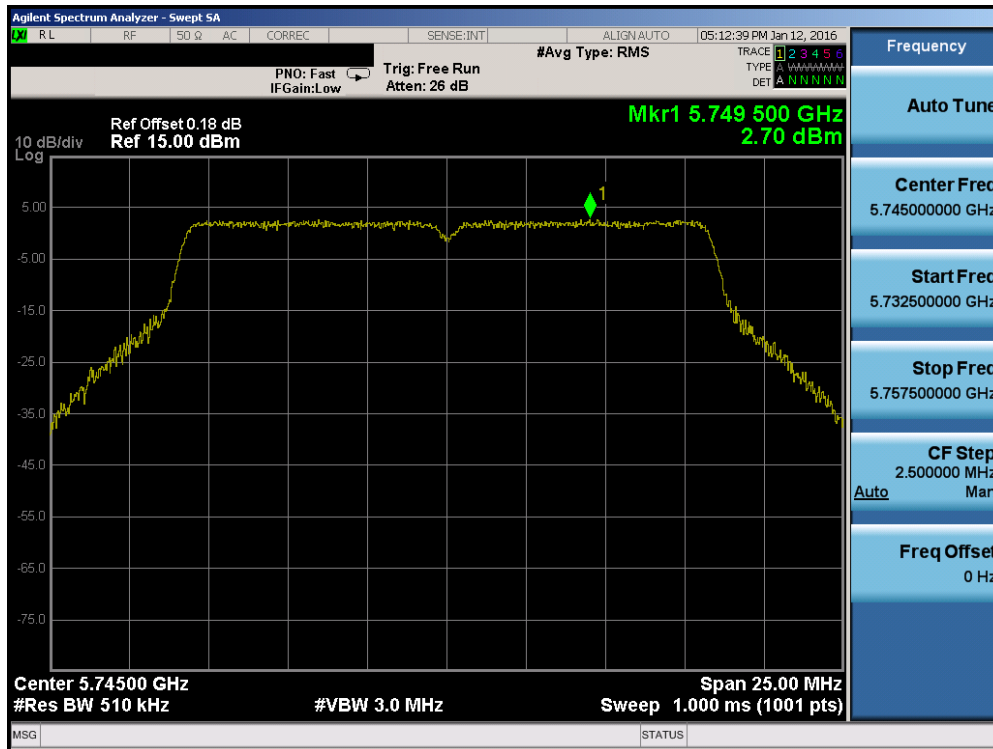 Agilent Spectrum Analyzer - Swept SA
LXI RL RF 50 Ω AC CORREC SENSE:INT ALIGN AUTO 05:12:39 PM Jan 12, 2016
#Avg Type: RMS
TRACE 1 2 3 4 5 6
TYPE A WWWWW
DET A N N N N N
PNO: Fast
IFGain:Low
Trig: Free Run
Atten: 26 dB
Mkr1 5.749 500 GHz
2.70 dBm
Ref Offset 0.18 dB
10 dB/div Ref 15.00 dBm
Log
1
5.00
-5.00
-15.0
-25.0
-35.0
-45.0
-55.0
-65.0
-75.0
Center 5.74500 GHz
Span 25.00 MHz
#Res BW 510 kHz
#VBW 3.0 MHz
Sweep 1.000 ms (1001 pts)
MSG
STATUS
Frequency
Auto Tune
Center Freq
5.745000000 GHz
Start Freq
5.732500000 GHz
Stop Freq
5.757500000 GHz
CF Step
2.500000 MHz
Auto Man
Freq Offset
0 Hz